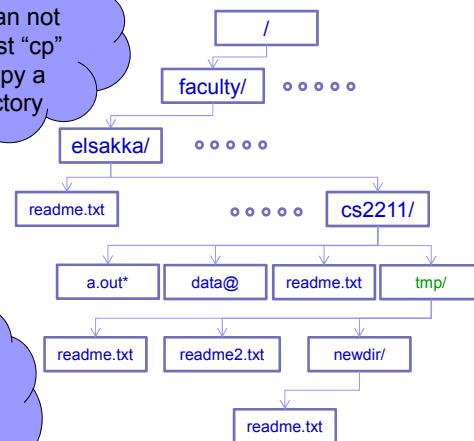 an not
st “cp”
py a
ctory
/
faculty/
elsakka/
readme.txt
cs2211/
a.out*
data@
readme.txt
tmp/
readme.txt
readme2.txt
newdir/
readme.txt